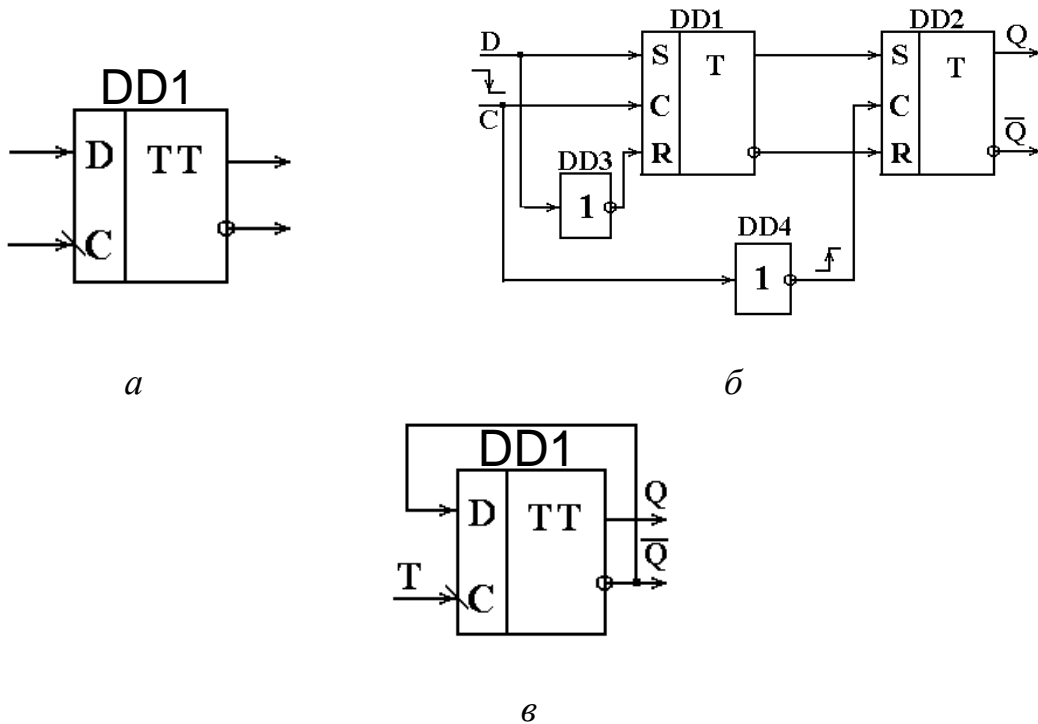 DD1
D TT
C
а
DD1 DD2
D S T S T Q
C C C
R R Q̅
DD3
1
DD4
1
б
DD1
D TT Q
Q̅
T C
в